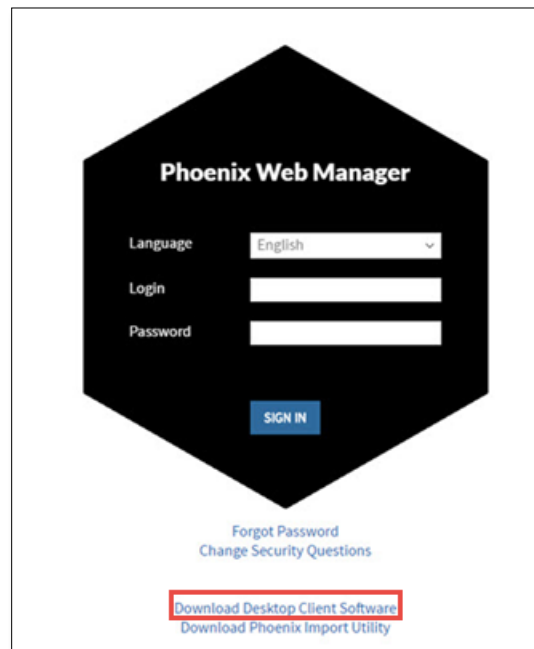 Phoenix Web Manager
Language
English
Login
Password
SIGN IN
Forgot Password
Change Security Questions
Download Desktop Client Software
Download Phoenix Import Utility